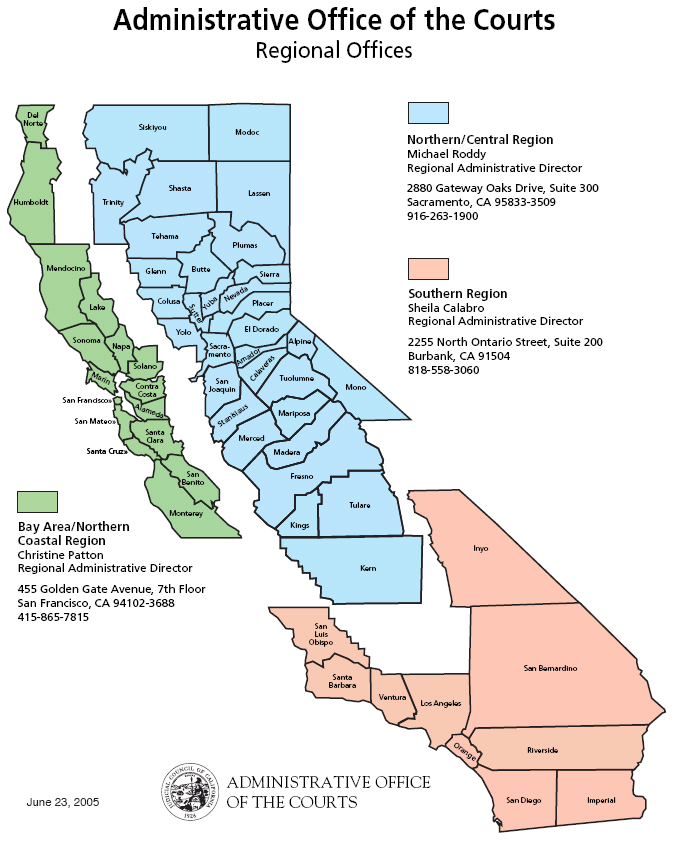 Administrative Office of the Courts
Regional Offices
Northern/Central Region
Michael Roddy
Regional Administrative Director
2880 Gateway Oaks Drive, Suite 300
Sacramento, CA 95833-3509
916-263-1900
Southern Region
Sheila Calabro
Regional Administrative Director
2255 North Ontario Street, Suite 200
Burbank, CA 91504
818-558-3060
Del
Norte
Humboldt
Mendocino
Lake
Sonoma
Napa
Solano
Marin
Contra
Costa
San Francisco
Alameda
San Mateo
Santa
Clara
Santa Cruz
San
Benito
Monterey
Siskiyou
Modoc
Trinity
Shasta
Lassen
Tehama
Plumas
Glenn
Butte
Sierra
Colusa
Sutter
Yuba
Nevada
Placer
Yolo
El Dorado
Sacra-
mento
Amador
Alpine
Calaveras
San
Joaquin
Tuolumne
Mono
Stanislaus
Mariposa
Merced
Madera
Fresno
Kings
Tulare
Kern
Inyo
San
Luis
Obispo
Santa
Barbara
Ventura
Los Angeles
San Bernardino
Orange
Riverside
San Diego
Imperial
Bay Area/Northern
Coastal Region
Christine Patton
Regional Administrative Director
455 Golden Gate Avenue, 7th Floor
San Francisco, CA 94102-3688
415-865-7815
June 23, 2005
JUDICIAL COUNCIL OF CALIFORNIA
1926
ADMINISTRATIVE OFFICE
OF THE COURTS